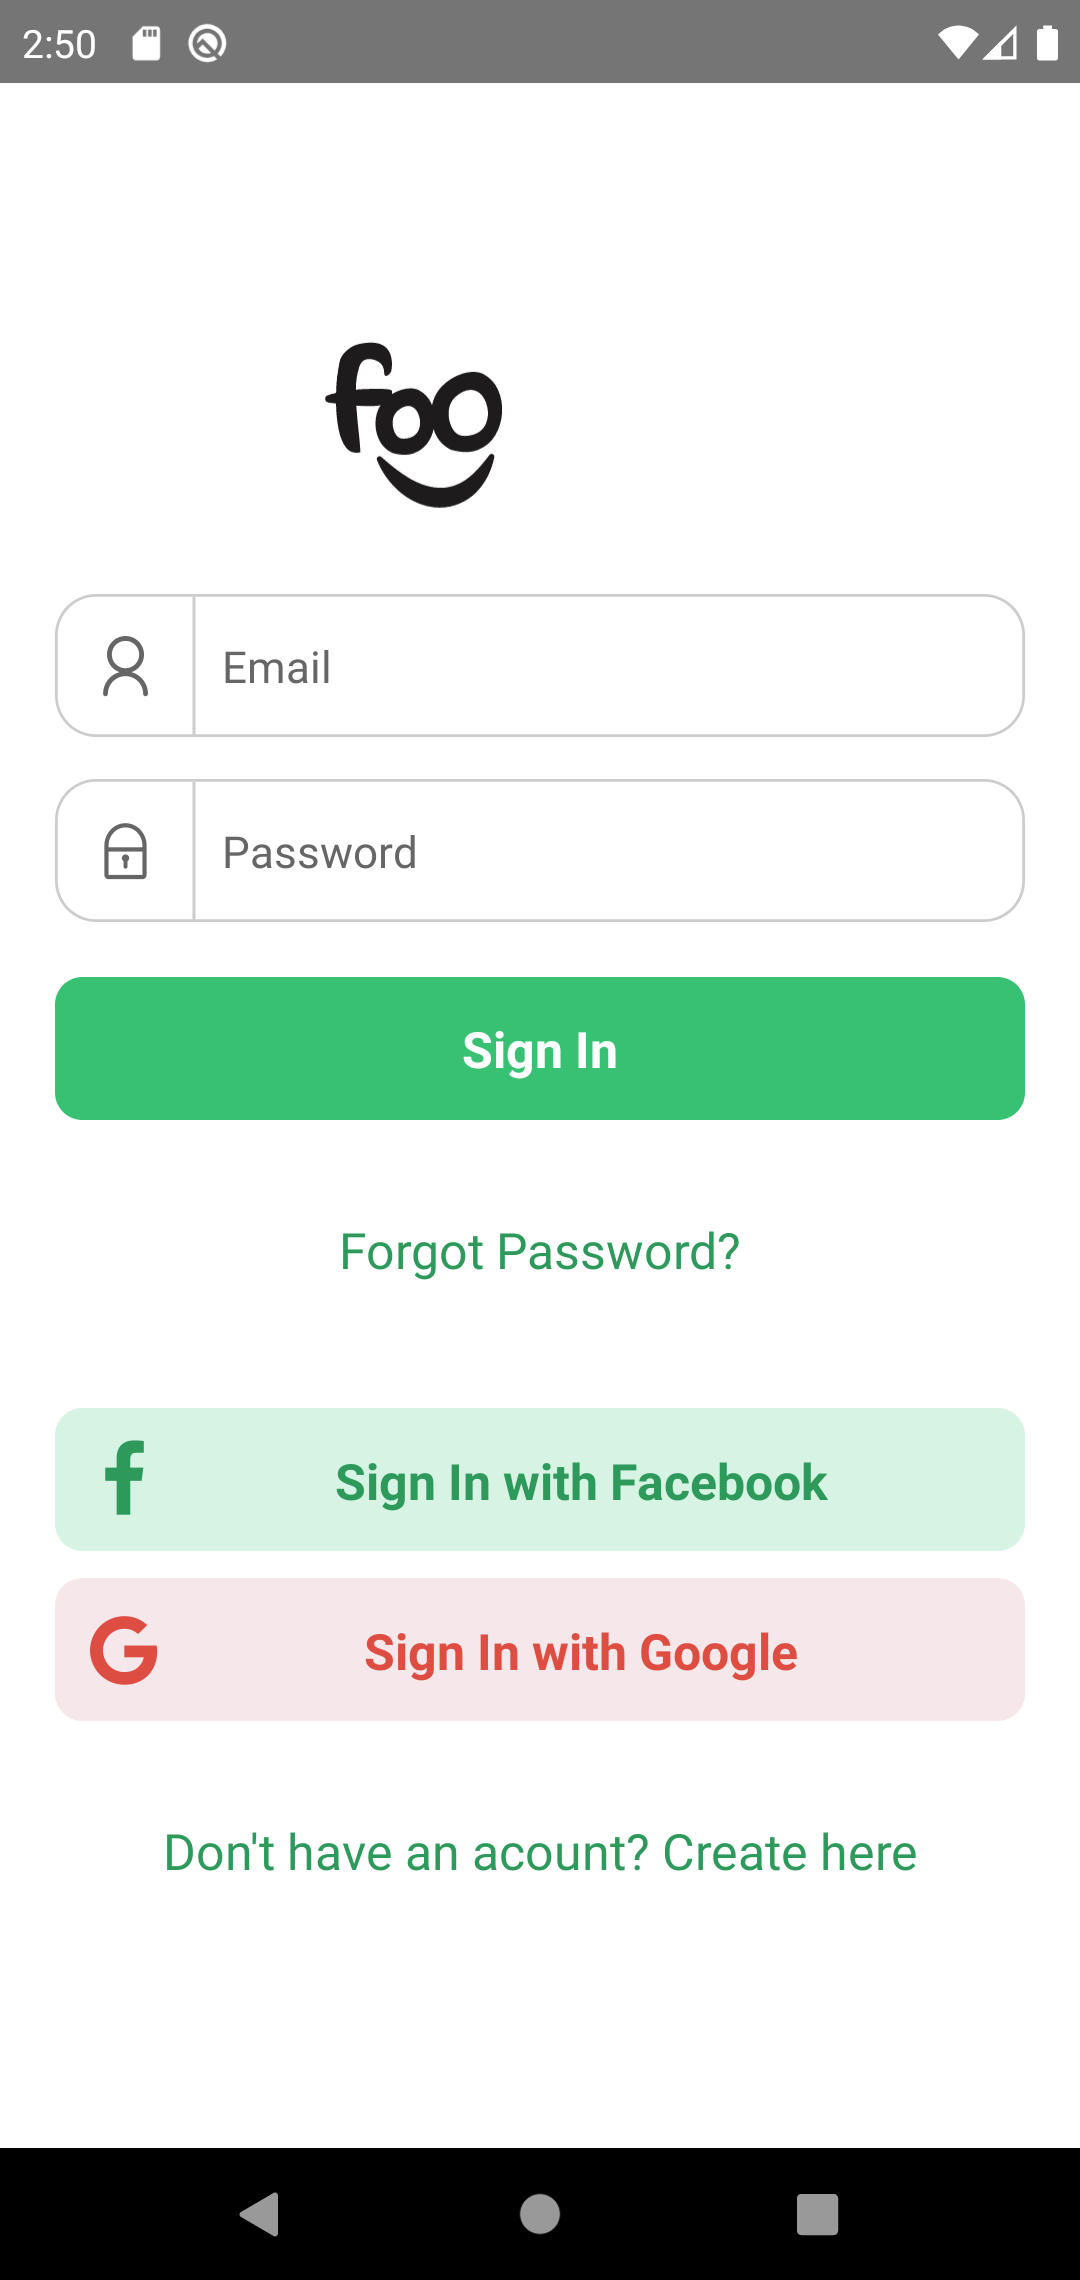 2:50
foo
Email
Password
Sign In
Forgot Password?
Sign In with Facebook
Sign In with Google
Don't have an acount? Create here